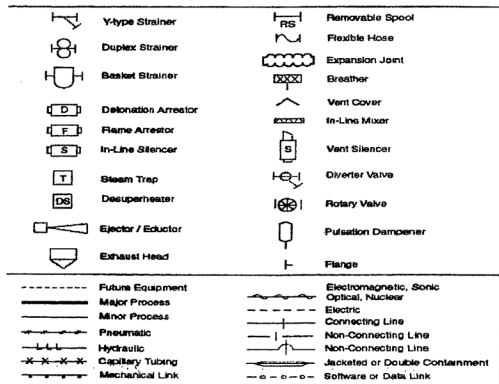 Y-type Strainer
Duplex Strainer
Basket Strainer
D Detonation Arrestor
F Flame Arrestor
S In-Line Silencer
T Steam Trap
DS Desuperheater
Ejector / Eductor
Exhaust Head
RS Removable Spool
Flexible Hose
Expansion Joint
Breather
Vent Cover
In-Line Mixer
S Vent Silencer
Diverter Valve
Rotary Valve
Pulsation Dampener
Flange
Future Equipment
Major Process
Minor Process
Pneumatic
Hydraulic
Capillary Tubing
Mechanical Link
Electromagnetic, Sonic
Optical, Nuclear
Electric
Connecting Line
Non-Connecting Line
Non-Connecting Line
Jacketed or Double Containment
Software or Data Link